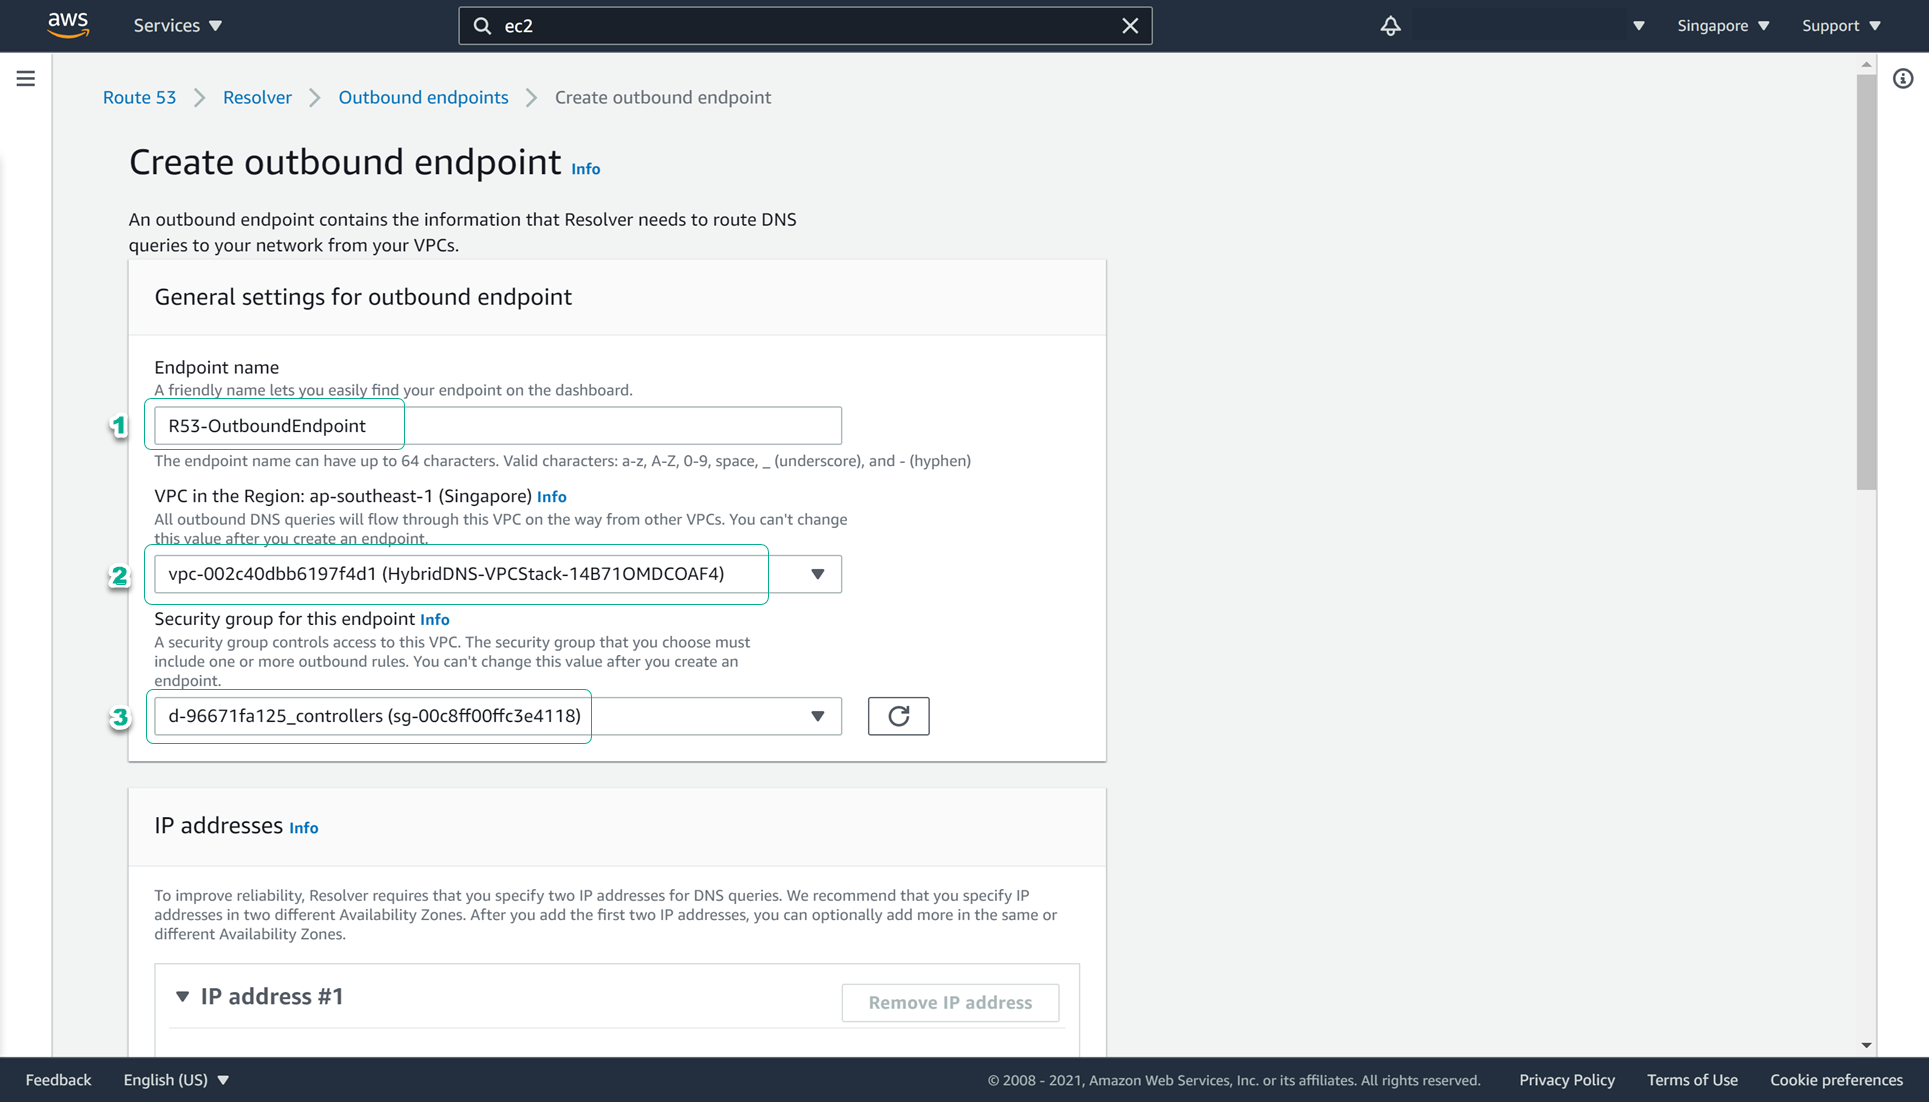 aws
Services
ec2
Singapore
Support
Route 53
Resolver
Outbound endpoints
Create outbound endpoint
Create outbound endpoint Info
An outbound endpoint contains the information that Resolver needs to route DNS
queries to your network from your VPCs.
General settings for outbound endpoint
Endpoint name
A friendly name lets you easily find your endpoint on the dashboard.
1
R53-OutboundEndpoint
The endpoint name can have up to 64 characters. Valid characters: a-z, A-Z, 0-9, space, _ (underscore), and - (hyphen)
VPC in the Region: ap-southeast-1 (Singapore) Info
All outbound DNS queries will flow through this VPC on the way from other VPCs. You can't change
this value after you create an endpoint.
2
vpc-002c40dbb6197f4d1 (HybridDNS-VPCStack-14B71OMDCOAF4)
Security group for this endpoint Info
A security group controls access to this VPC. The security group that you choose must
include one or more outbound rules. You can't change this value after you create an
endpoint.
3
d-96671fa125_controllers (sg-00c8ff00ffc3e4118)
IP addresses Info
To improve reliability, Resolver requires that you specify two IP addresses for DNS queries. We recommend that you specify IP
addresses in two different Availability Zones. After you add the first two IP addresses, you can optionally add more in the same or
different Availability Zones.
IP address #1
Remove IP address
Feedback
English (US)
© 2008 - 2021, Amazon Web Services, Inc. or its affiliates. All rights reserved.
Privacy Policy
Terms of Use
Cookie preferences